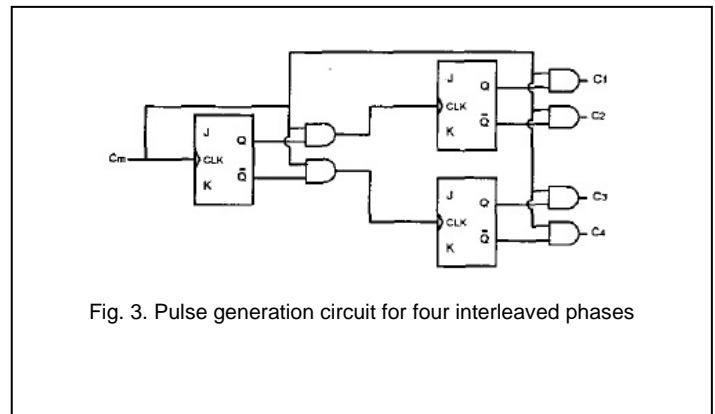 C1
J Q
CLK
K Q̅
C2
J Q
Cm CLK
K Q̅
J Q
CLK
K Q̅
C3
C4
Fig. 3. Pulse generation circuit for four interleaved phases